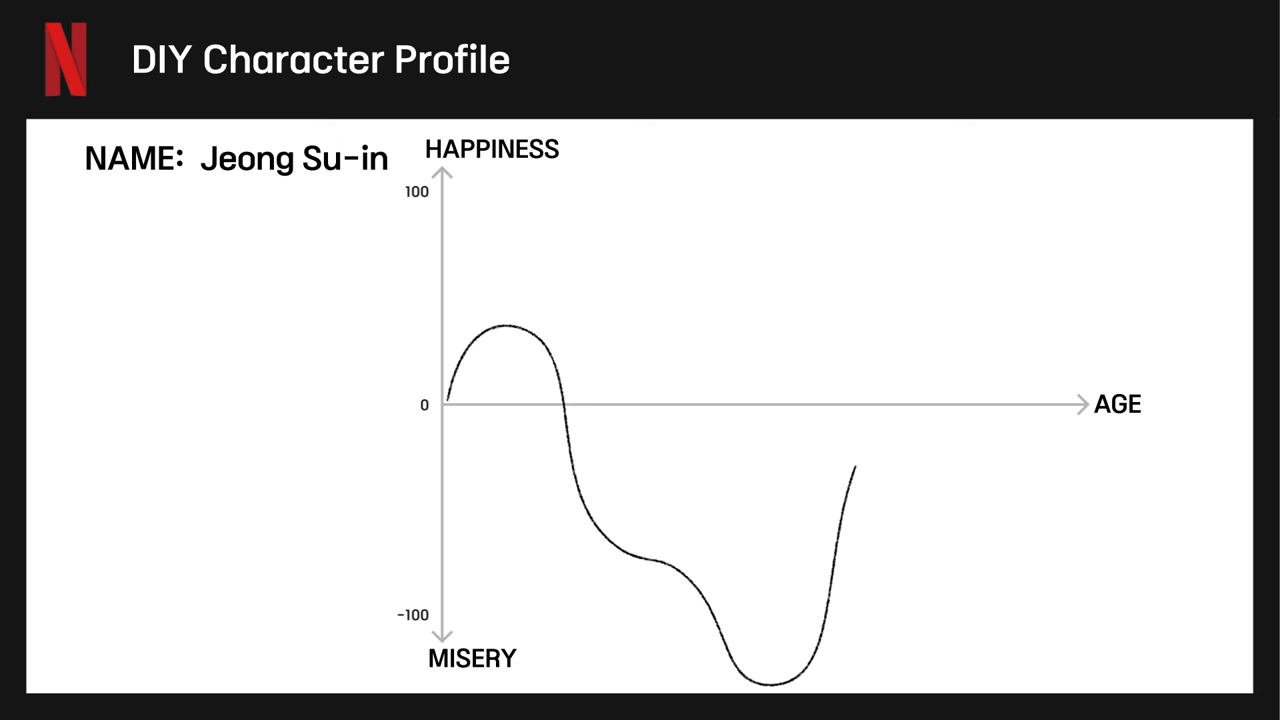 N
DIY Character Profile
NAME: Jeong Su-in
HAPPINESS
100
0
AGE
-100
MISERY